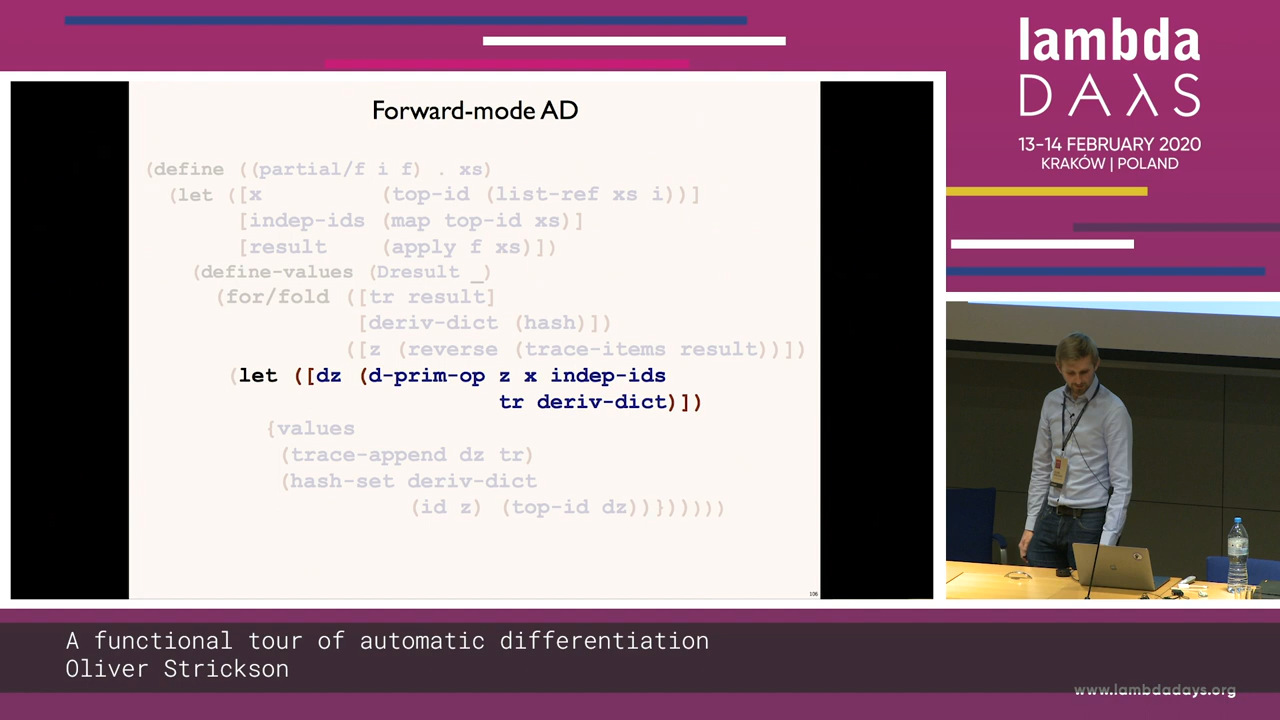 lambda
DAλS
13-14 FEBRUARY 2020
KRAKÓW | POLAND
Forward-mode AD
(define ((partial/f i f) . xs)
(let ([x (top-id (list-ref xs i))]
[indep-ids (map top-id xs)]
[result (apply f xs)])
(define-values (Dresult _)
(for/fold ([tr result]
[deriv-dict (hash)])
([z (reverse (trace-items result))])
(let ([dz (d-prim-op z x indep-ids
tr deriv-dict)])
{values
(trace-append dz tr)
(hash-set deriv-dict
(id z) (top-id dz))})))))
106
A functional tour of automatic differentiation
Oliver Strickson
www.lambdadays.org